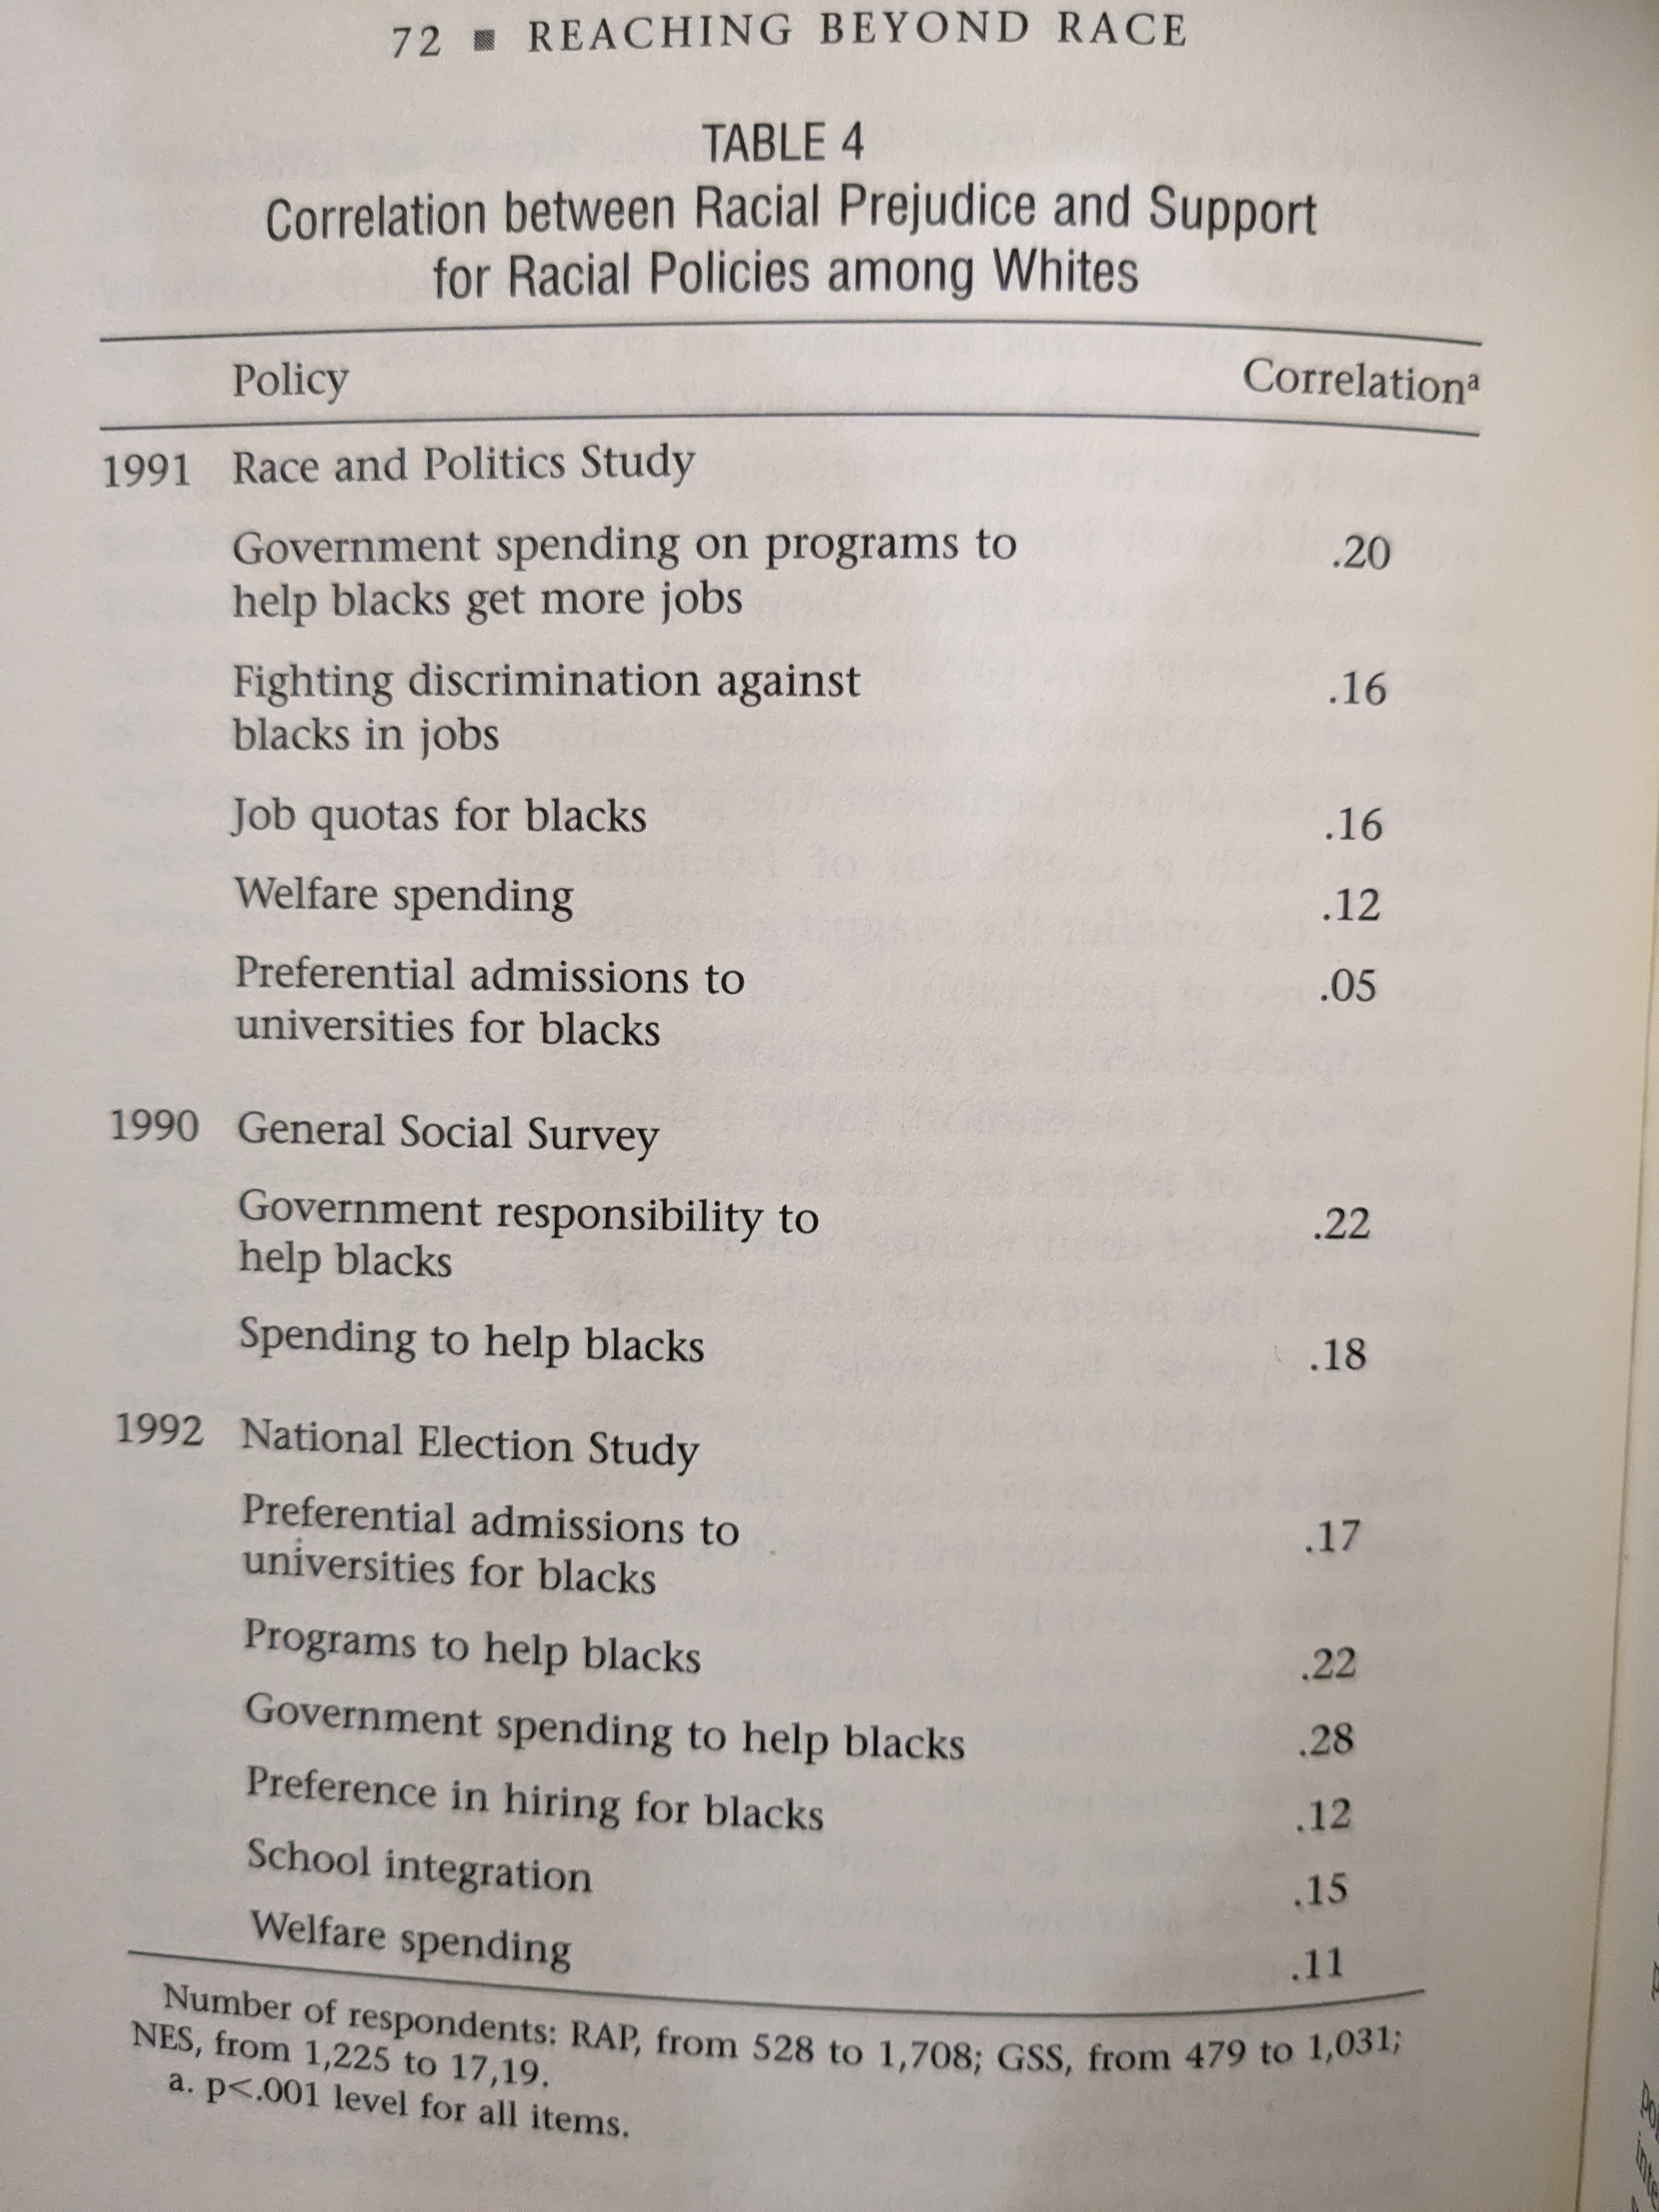 72 ■ REACHING BEYOND RACE
TABLE 4
Correlation between Racial Prejudice and Support
for Racial Policies among Whites
Policy Correlationᵃ
1991 Race and Politics Study
Government spending on programs to .20
help blacks get more jobs
Fighting discrimination against .16
blacks in jobs
Job quotas for blacks .16
Welfare spending .12
Preferential admissions to .05
universities for blacks
1990 General Social Survey
Government responsibility to .22
help blacks
Spending to help blacks .18
1992 National Election Study
Preferential admissions to .17
universities for blacks
Programs to help blacks .22
Government spending to help blacks .28
Preference in hiring for blacks .12
School integration .15
Welfare spending .11
Number of respondents: RAP, from 528 to 1,708; GSS, from 479 to 1,031;
NES, from 1,225 to 17,19.
a. p<.001 level for all items.